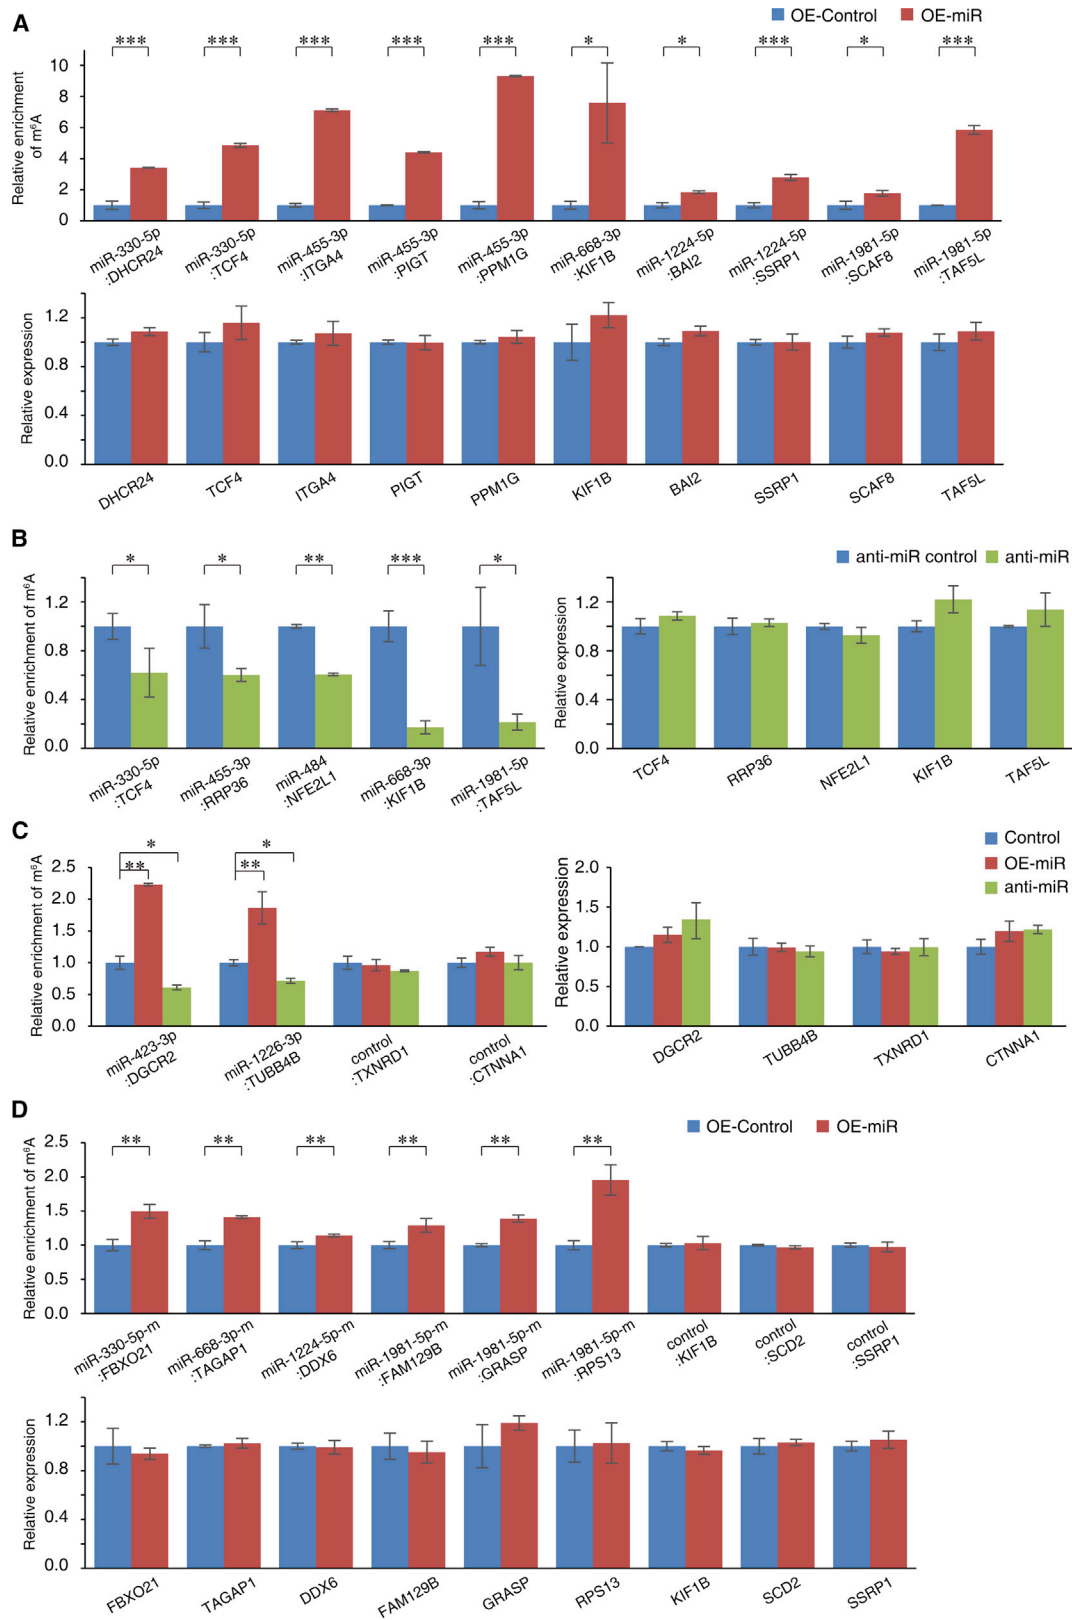 A
OE-Control OE-miR
*** *** *** *** *** * * *** * ***
Relative enrichment
of m⁶A
10
8
6
4
2
0
miR-330-5p
:DHCR24
miR-330-5p
:TCF4
miR-455-3p
:ITGA4
miR-455-3p
:PIGT
miR-455-3p
:PPM1G
miR-668-3p
:KIF1B
miR-1224-5p
:BAI2
miR-1224-5p
:SSRP1
miR-1981-5p
:SCAF8
miR-1981-5p
:TAF5L
Relative expression
1.2
0.8
0.4
0.0
DHCR24 TCF4 ITGA4 PIGT PPM1G KIF1B BAI2 SSRP1 SCAF8 TAF5L
B
anti-miR control anti-miR
* * ** *** *
Relative enrichment of m⁶A
1.2
0.8
0.4
0.0
miR-330-5p
:TCF4
miR-455-3p
:RRP36
miR-484
:NFE2L1
miR-668-3p
:KIF1B
miR-1981-5p
:TAF5L
Relative expression
1.2
0.8
0.4
0.0
TCF4 RRP36 NFE2L1 KIF1B TAF5L
C
Control
OE-miR
anti-miR
* *
** **
Relative enrichment of m⁶A
2.5
2.0
1.5
1.0
0.5
0.0
miR-423-3p
:DGCR2
miR-1226-3p
:TUBB4B
control
:TXNRD1
control
:CTNNA1
Relative expression
2.0
1.5
1.0
0.5
0.0
DGCR2 TUBB4B TXNRD1 CTNNA1
D
OE-Control OE-miR
** ** ** ** ** **
Relative enrichment of m⁶A
2.5
2.0
1.5
1.0
0.5
0.0
miR-330-5p-m
:FBXO21
miR-668-3p-m
:TAGAP1
miR-1224-5p-m
:DDX6
miR-1981-5p-m
:FAM129B
miR-1981-5p-m
:GRASP
miR-1981-5p-m
:RPS13
control
:KIF1B
control
:SCD2
control
:SSRP1
Relative expression
1.2
0.8
0.4
0.0
FBXO21 TAGAP1 DDX6 FAM129B GRASP RPS13 KIF1B SCD2 SSRP1